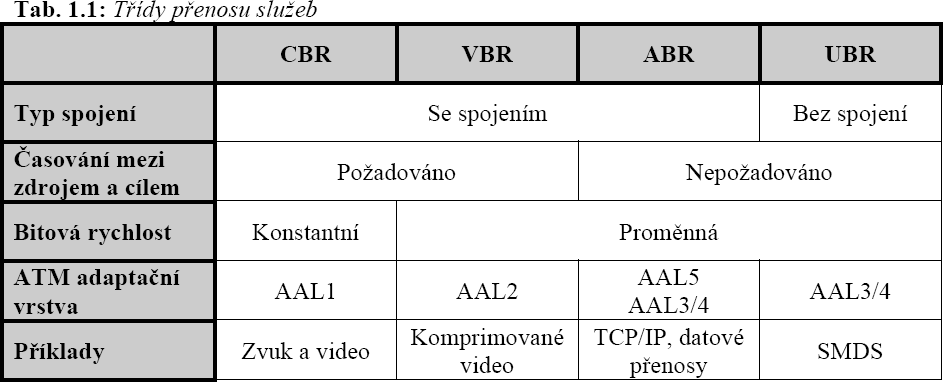 Tab. 1.1: Třídy přenosu služeb
CBR VBR ABR UBR
Typ spojení Se spojením Bez spojení
Časování mezi
zdrojem a cílem Požadováno Nepožadováno
Bitová rychlost Konstantní Proměnná
ATM adaptační
vrstva AAL1 AAL2 AAL5
AAL3/4 AAL3/4
Příklady Zvuk a video Komprimované
video TCP/IP, datové
přenosy SMDS